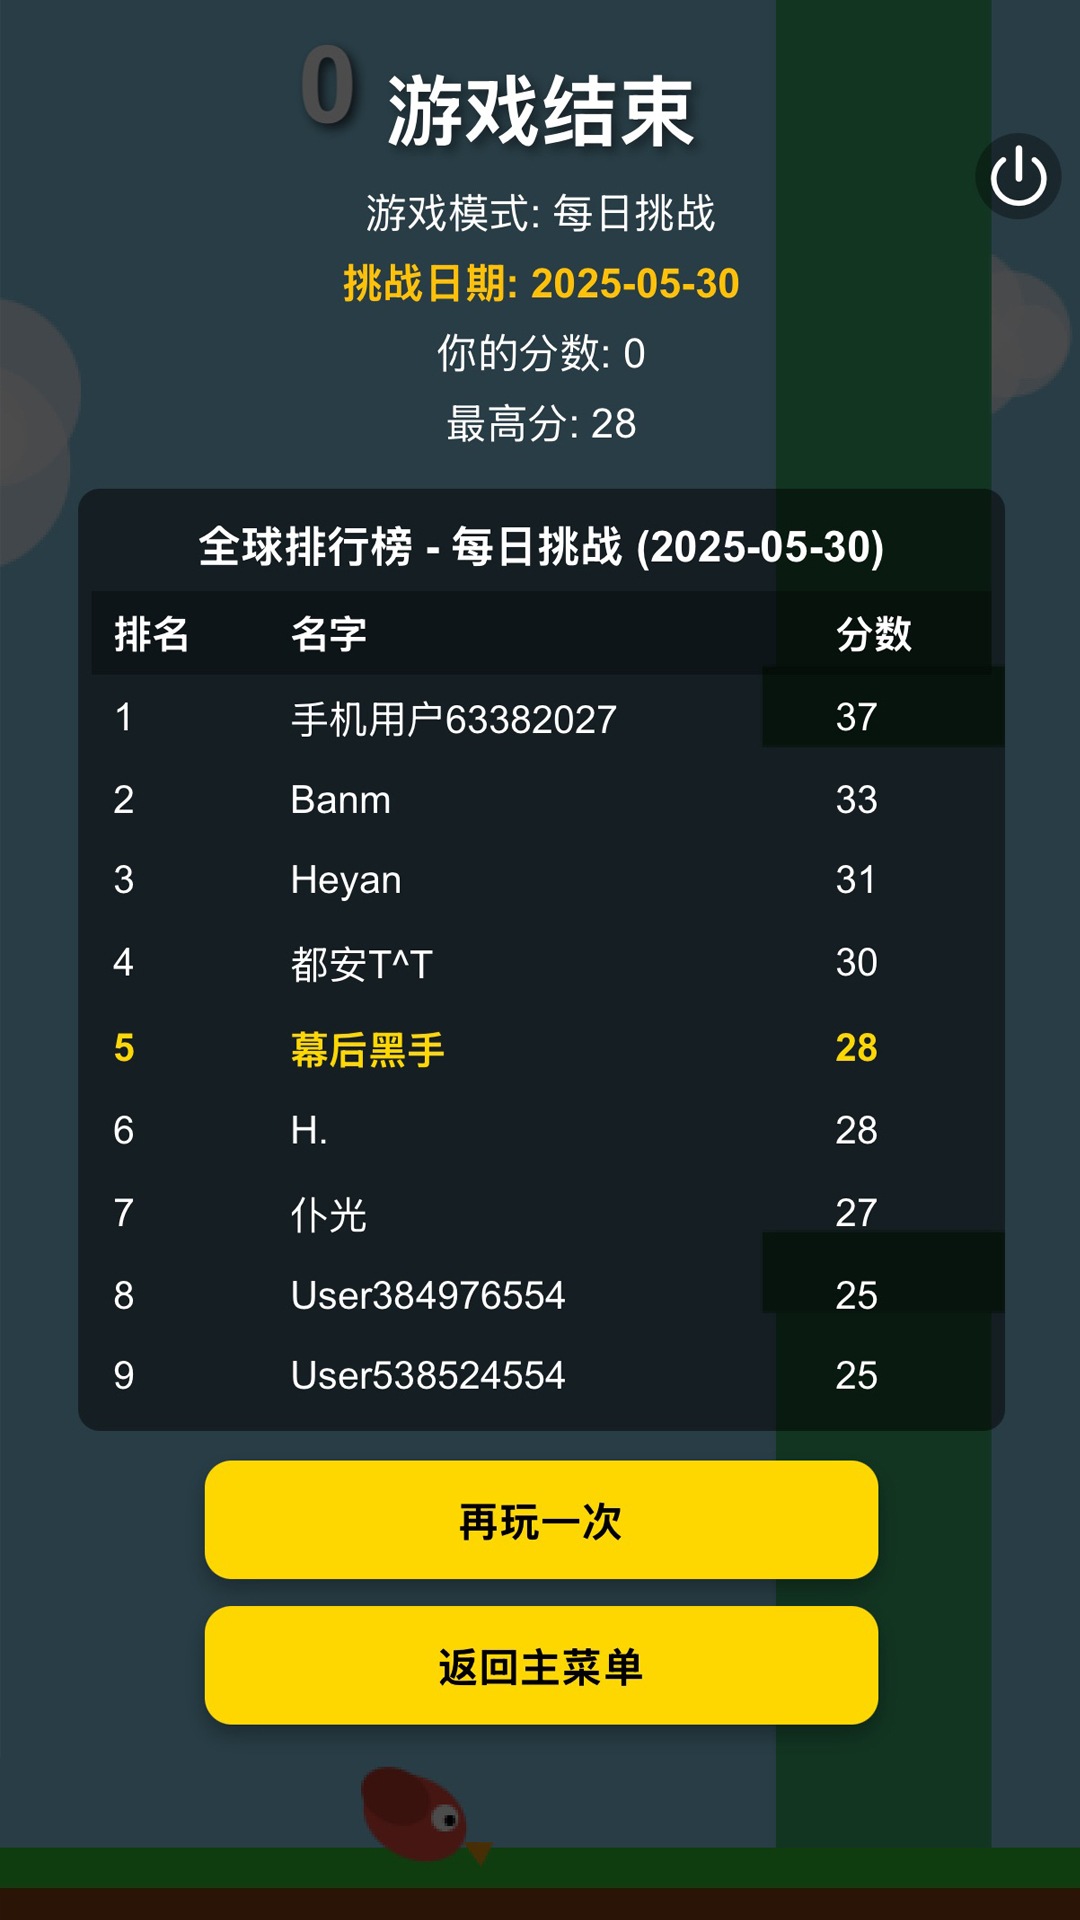 0
游戏结束
游戏模式: 每日挑战
挑战日期: 2025-05-30
你的分数: 0
最高分: 28
全球排行榜 - 每日挑战 (2025-05-30)
排名 名字 分数
1 手机用户63382027 37
2 Banm 33
3 Heyan 31
4 都安T^T 30
5 幕后黑手 28
6 H. 28
7 仆光 27
8 User384976554 25
9 User538524554 25
再玩一次
返回主菜单